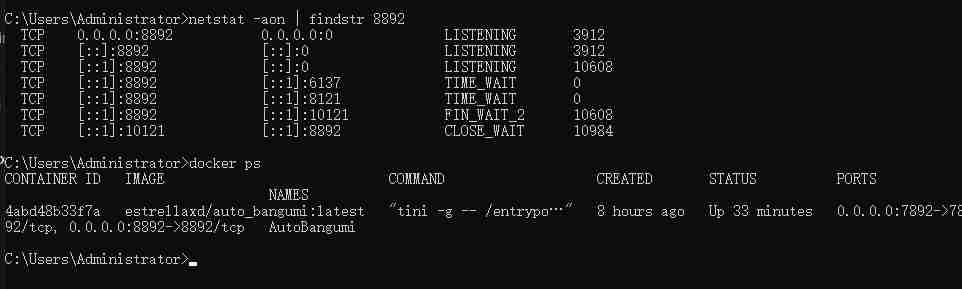 C:\Users\Administrator>netstat -aon | findstr 8892
TCP 0.0.0.0:8892 0.0.0.0:0 LISTENING 3912
TCP [::]:8892 [::]:0 LISTENING 3912
TCP [::1]:8892 [::]:0 LISTENING 10608
TCP [::1]:8892 [::1]:6137 TIME_WAIT 0
TCP [::1]:8892 [::1]:8121 TIME_WAIT 0
TCP [::1]:8892 [::1]:10121 FIN_WAIT_2 10608
TCP [::1]:10121 [::1]:8892 CLOSE_WAIT 10984
C:\Users\Administrator>docker ps
CONTAINER ID IMAGE COMMAND CREATED STATUS PORTS
NAMES
4abd48b33f7a estrellaxd/auto_bangumi:latest "tini -g -- /entrypo…" 8 hours ago Up 33 minutes 0.0.0.0:7892->78
92/tcp, 0.0.0.0:8892->8892/tcp AutoBangumi
C:\Users\Administrator>